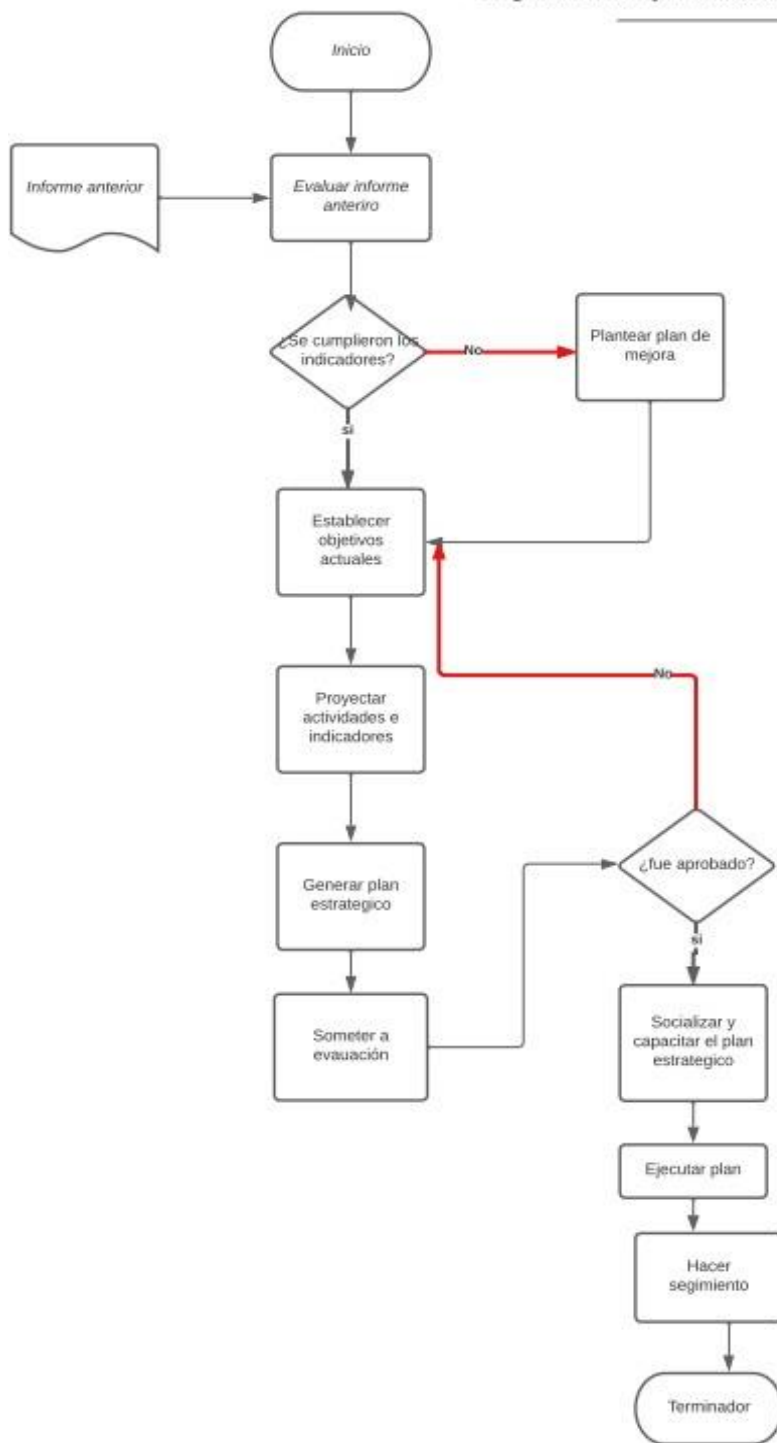 Inicio
Informe anterior
Evaluar informe
anteriro
¿Se cumplieron los
indicadores?
No
Plantear plan de
mejora
si
Establecer
objetivos
actuales
No
Proyectar
actividades e
indicadores
¿fue aprobado?
Generar plan
estrategico
si
Someter a
evauación
Socializar y
capacitar el plan
estrategico
Ejecutar plan
Hacer
segimiento
Terminador